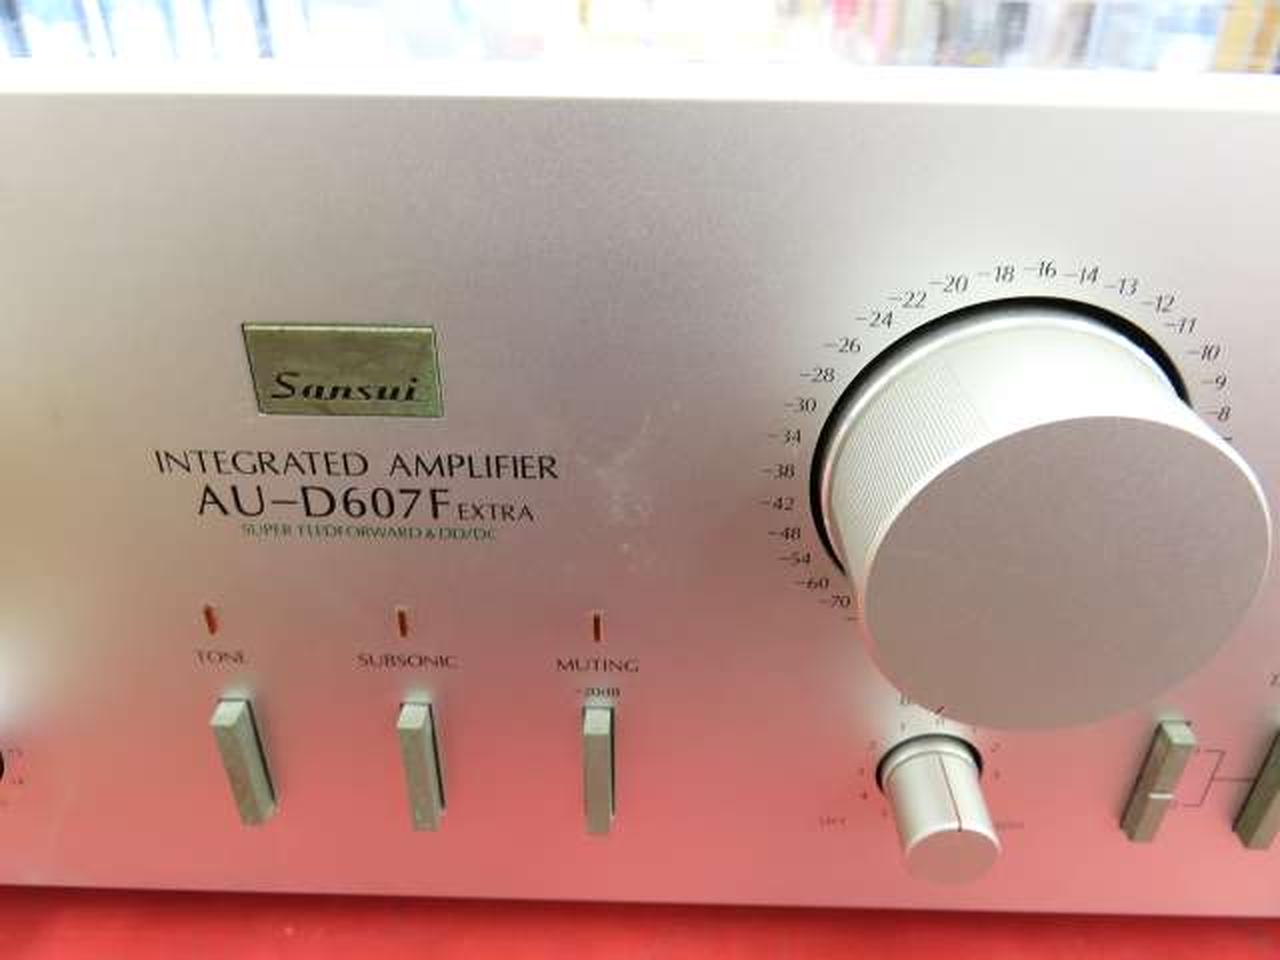 Sansui
INTEGRATED AMPLIFIER
AU-D607F EXTRA
SUPER FEEDFORWARD & DD/DC
-70 -60 -54 -48 -42 -38 -34 -30 -28 -26 -24 -22 -20 -18 -16 -14 -13 -12 -11 -10 -9 -8
TONE SUBSONIC MUTING
-20dB